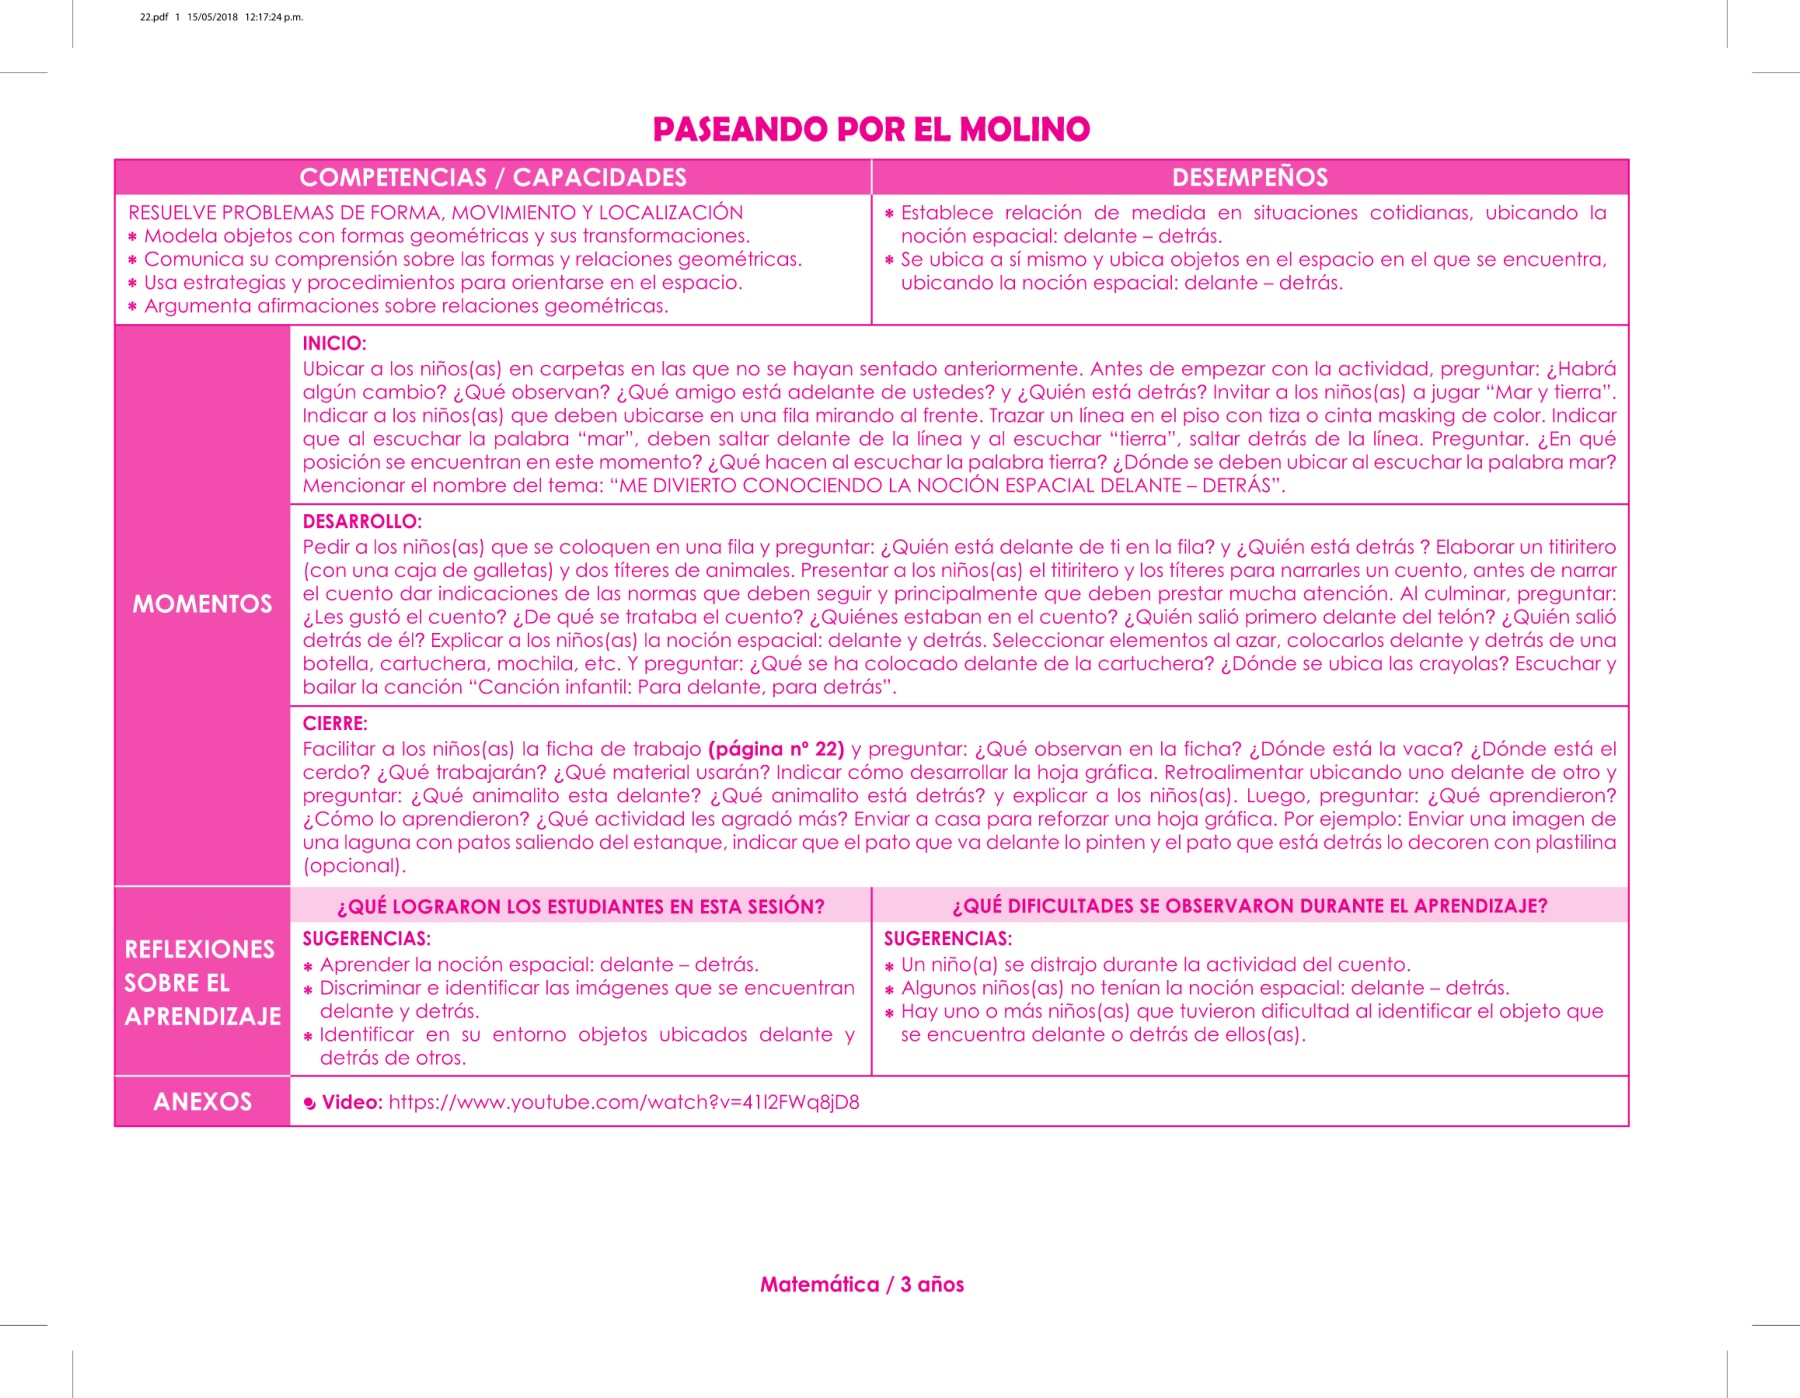 22.pdf 1 15/05/2018 12:17:24 p.m.
PASEANDO POR EL MOLINO
COMPETENCIAS / CAPACIDADES
DESEMPEÑOS
RESUELVE PROBLEMAS DE FORMA, MOVIMIENTO Y LOCALIZACIÓN
* Modela objetos con formas geométricas y sus transformaciones.
* Comunica su comprensión sobre las formas y relaciones geométricas.
* Usa estrategias y procedimientos para orientarse en el espacio.
* Argumenta afirmaciones sobre relaciones geométricas.
* Establece relación de medida en situaciones cotidianas, ubicando la
noción espacial: delante – detrás.
* Se ubica a sí mismo y ubica objetos en el espacio en el que se encuentra,
ubicando la noción espacial: delante – detrás.
MOMENTOS
INICIO:
Ubicar a los niños(as) en carpetas en las que no se hayan sentado anteriormente. Antes de empezar con la actividad, preguntar: ¿Habrá
algún cambio? ¿Qué observan? ¿Qué amigo está adelante de ustedes? y ¿Quién está detrás? Invitar a los niños(as) a jugar “Mar y tierra”.
Indicar a los niños(as) que deben ubicarse en una fila mirando al frente. Trazar un línea en el piso con tiza o cinta masking de color. Indicar
que al escuchar la palabra “mar”, deben saltar delante de la línea y al escuchar “tierra”, saltar detrás de la línea. Preguntar. ¿En qué
posición se encuentran en este momento? ¿Qué hacen al escuchar la palabra tierra? ¿Dónde se deben ubicar al escuchar la palabra mar?
Mencionar el nombre del tema: “ME DIVIERTO CONOCIENDO LA NOCIÓN ESPACIAL DELANTE – DETRÁS”.
DESARROLLO:
Pedir a los niños(as) que se coloquen en una fila y preguntar: ¿Quién está delante de ti en la fila? y ¿Quién está detrás ? Elaborar un titiritero
(con una caja de galletas) y dos títeres de animales. Presentar a los niños(as) el titiritero y los títeres para narrarles un cuento, antes de narrar
el cuento dar indicaciones de las normas que deben seguir y principalmente que deben prestar mucha atención. Al culminar, preguntar:
¿Les gustó el cuento? ¿De qué se trataba el cuento? ¿Quiénes estaban en el cuento? ¿Quién salió primero delante del telón? ¿Quién salió
detrás de él? Explicar a los niños(as) la noción espacial: delante y detrás. Seleccionar elementos al azar, colocarlos delante y detrás de una
botella, cartuchera, mochila, etc. Y preguntar: ¿Qué se ha colocado delante de la cartuchera? ¿Dónde se ubica las crayolas? Escuchar y
bailar la canción “Canción infantil: Para delante, para detrás”.
CIERRE:
Facilitar a los niños(as) la ficha de trabajo (página nº 22) y preguntar: ¿Qué observan en la ficha? ¿Dónde está la vaca? ¿Dónde está el
cerdo? ¿Qué trabajarán? ¿Qué material usarán? Indicar cómo desarrollar la hoja gráfica. Retroalimentar ubicando uno delante de otro y
preguntar: ¿Qué animalito esta delante? ¿Qué animalito está detrás? y explicar a los niños(as). Luego, preguntar: ¿Qué aprendieron?
¿Cómo lo aprendieron? ¿Qué actividad les agradó más? Enviar a casa para reforzar una hoja gráfica. Por ejemplo: Enviar una imagen de
una laguna con patos saliendo del estanque, indicar que el pato que va delante lo pinten y el pato que está detrás lo decoren con plastilina
(opcional).
REFLEXIONES
SOBRE EL
APRENDIZAJE
¿QUÉ LOGRARON LOS ESTUDIANTES EN ESTA SESIÓN?
SUGERENCIAS:
* Aprender la noción espacial: delante – detrás.
* Discriminar e identificar las imágenes que se encuentran
delante y detrás.
* Identificar en su entorno objetos ubicados delante y
detrás de otros.
¿QUÉ DIFICULTADES SE OBSERVARON DURANTE EL APRENDIZAJE?
SUGERENCIAS:
* Un niño(a) se distrajo durante la actividad del cuento.
* Algunos niños(as) no tenían la noción espacial: delante – detrás.
* Hay uno o más niños(as) que tuvieron dificultad al identificar el objeto que
se encuentra delante o detrás de ellos(as).
ANEXOS
Video: https://www.youtube.com/watch?v=41I2FWq8jD8
Matemática / 3 años